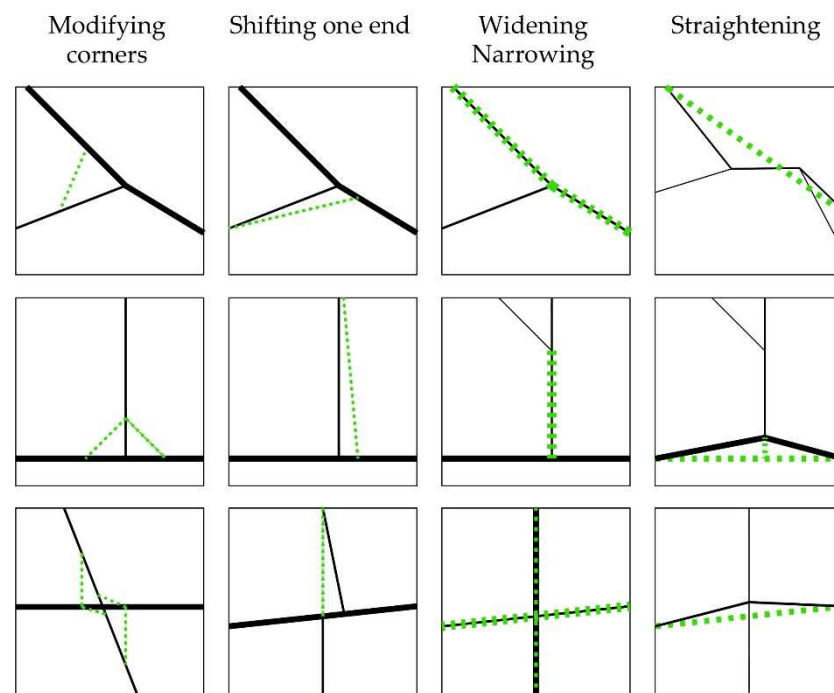 Modifying
corners
Shifting one end
Widening
Narrowing
Straightening